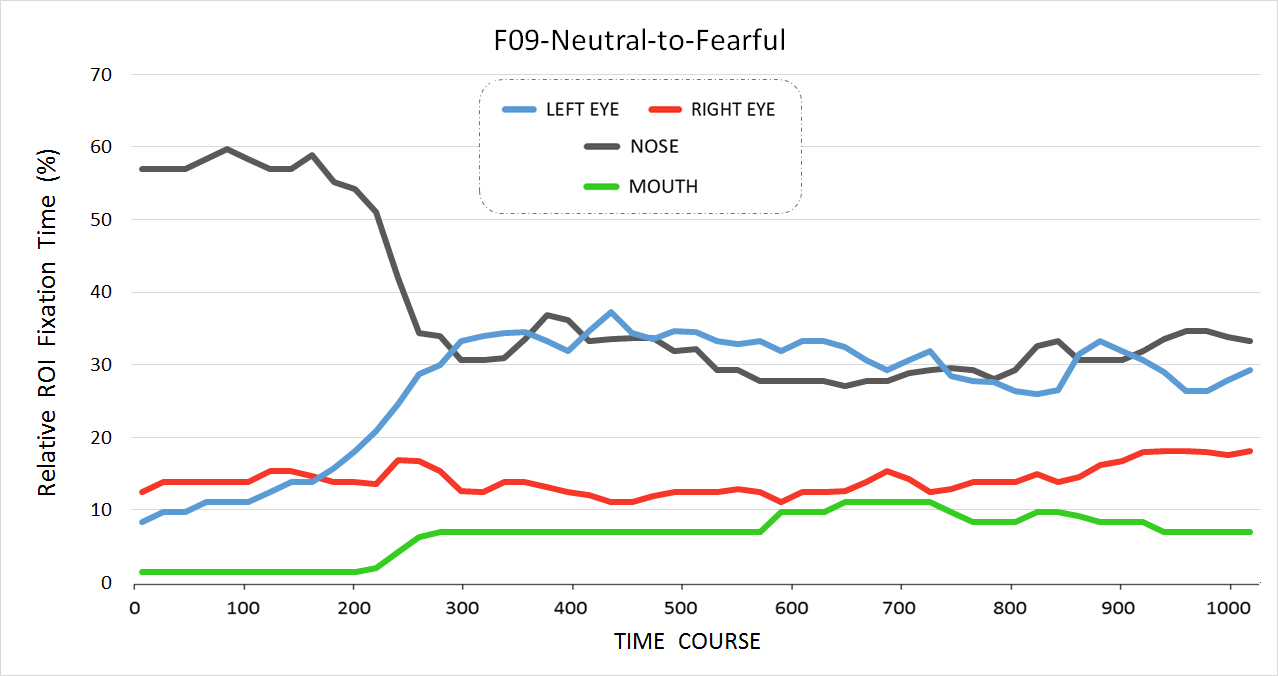 F09-Neutral-to-Fearful
LEFT EYE RIGHT EYE
NOSE
MOUTH
Relative ROI Fixation Time (%)
70
60
50
40
30
20
10
0
0 100 200 300 400 500 600 700 800 900 1000
TIME COURSE